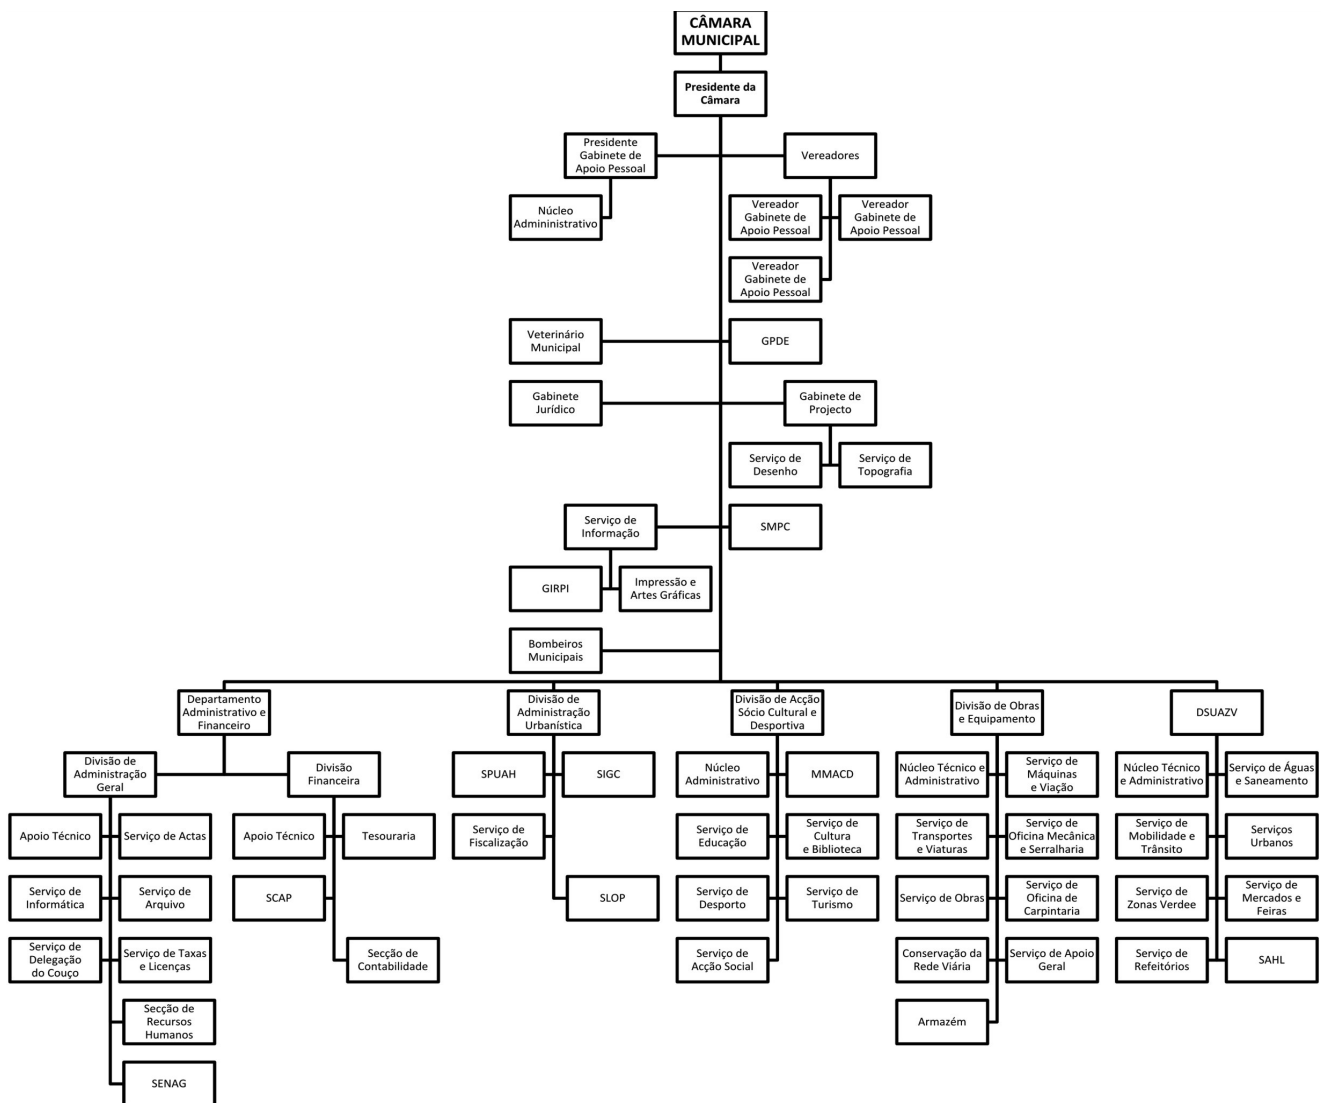 CÂMARA
MUNICIPAL
Presidente da
Câmara
Presidente
Gabinete de
Apoio Pessoal
Vereadores
Núcleo
Admininistrativo
Vereador
Gabinete de
Apoio Pessoal
Vereador
Gabinete de
Apoio Pessoal
Vereador
Gabinete de
Apoio Pessoal
Veterinário
Municipal
GPDE
Gabinete
Jurídico
Gabinete de
Projecto
Serviço de
Desenho
Serviço de
Topografia
Serviço de
Informação
SMPC
GIRPI
Impressão e
Artes Gráficas
Bombeiros
Municipais
Departamento
Administrativo e
Financeiro
Divisão de
Administração
Urbanística
Divisão de Acção
Sócio Cultural e
Desportiva
Divisão de Obras
e Equipamento
DSUAZV
Divisão de
Administração
Geral
Divisão
Financeira
SPUAH
SIGC
Núcleo
Administrativo
MMACD
Núcleo Técnico e
Administrativo
Serviço de
Máquinas
e Viação
Núcleo Técnico
e Administrativo
Serviço de Águas
e Saneamento
Apoio Técnico
Serviço de Actas
Apoio Técnico
Tesouraria
Serviço de
Fiscalização
Serviço de
Educação
Serviço de
Cultura
e Biblioteca
Serviço de
Transportes
e Viaturas
Serviço de
Oficina Mecânica
e Serralharia
Serviço de
Mobilidade e
Trânsito
Serviços
Urbanos
Serviço de
Informática
Serviço de
Arquivo
SCAP
SLOP
Serviço de
Desporto
Serviço de
Turismo
Serviço de Obras
Serviço de
Oficina de
Carpintaria
Serviço de
Zonas Verdee
Serviço de
Mercados e
Feiras
Serviço de
Delegação
do Couço
Serviço de Taxas
e Licenças
Secção de
Contabilidade
Serviço de
Acção Social
Conservação da
Rede Viária
Serviço de Apoio
Geral
Serviço de
Refeitórios
SAHL
Secção de
Recursos
Humanos
Armazém
SENAG